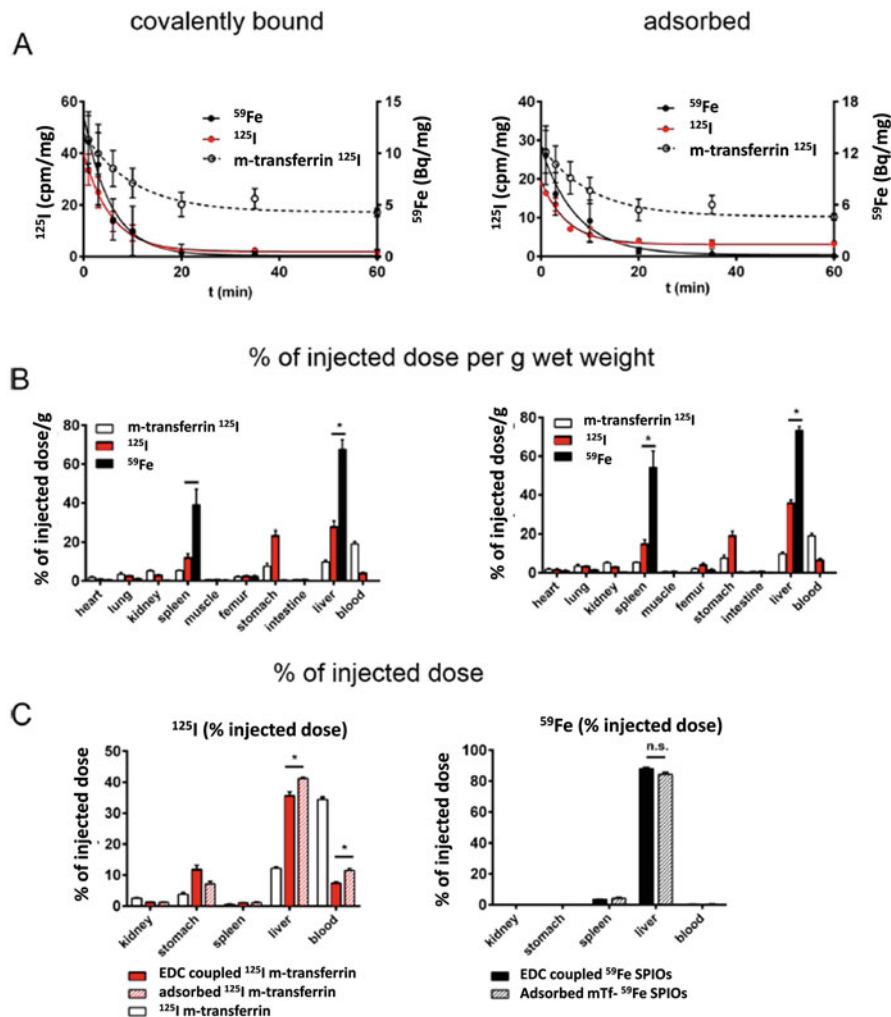 covalently bound
adsorbed
A
60
40
20
0
¹²⁵I (cpm/mg)
15
12
9
6
3
0
⁵⁹Fe (Bq/mg)
⁵⁹Fe
¹²⁵I
m-transferrin ¹²⁵I
0 20 40 60
t (min)
40
30
20
10
0
¹²⁵I (cpm/mg)
18
12
6
0
⁵⁹Fe (Bq/mg)
⁵⁹Fe
¹²⁵I
m-transferrin ¹²⁵I
0 20 40 60
t (min)
% of injected dose per g wet weight
B
80
60
40
20
0
% of injected dose/g
m-transferrin ¹²⁵I
¹²⁵I
⁵⁹Fe
*
heart
lung
kidney
spleen
muscle
femur
stomach
intestine
liver
blood
80
60
40
20
0
% of injected dose/g
m-transferrin ¹²⁵I
¹²⁵I
⁵⁹Fe
*
*
heart
lung
kidney
spleen
muscle
femur
stomach
intestine
liver
blood
% of injected dose
C
¹²⁵I (% injected dose)
50
40
30
20
10
0
% of injected dose
*
*
kidney
stomach
spleen
liver
blood
EDC coupled ¹²⁵I m-transferrin
adsorbed ¹²⁵I m-transferrin
¹²⁵I m-transferrin
⁵⁹Fe (% injected dose)
100
80
60
40
20
0
% of injected dose
n.s.
kidney
stomach
spleen
liver
blood
EDC coupled ⁵⁹Fe SPIOs
Adsorbed mTf- ⁵⁹Fe SPIOs